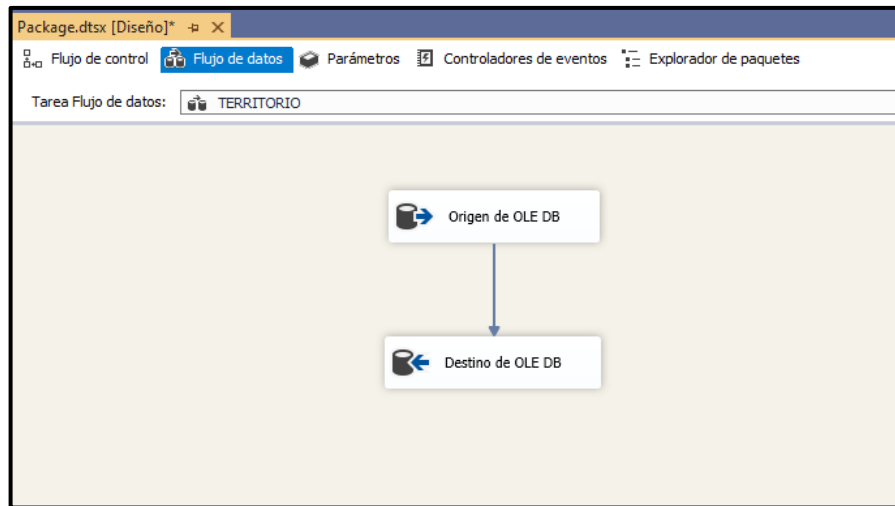 Package.dtsx [Diseño]*
Flujo de control Flujo de datos Parámetros Controladores de eventos Explorador de paquetes
Tarea Flujo de datos: TERRITORIO
Origen de OLE DB
Destino de OLE DB